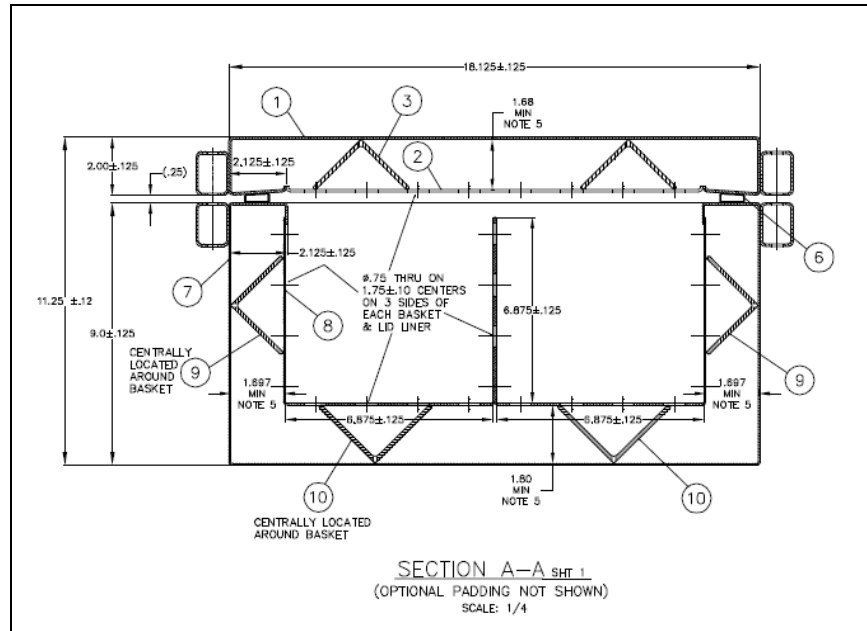 18.125±.125
1
3
1.68
MIN
NOTE 5
2
2.00±.125
(.25)
2.125±.125
6
7
2.125±.125
Ø.75 THRU ON
1.75±.10 CENTERS
ON 3 SIDES OF
EACH BASKET
& LID LINER
11.25 ±.12
9.0±.125
8
6.875±.125
CENTRALLY
LOCATED
AROUND
BASKET
9
9
1.697
MIN
NOTE 5
1.697
MIN
NOTE 5
6.875±.125
6.875±.125
10
CENTRALLY LOCATED
AROUND BASKET
1.80
MIN
NOTE 5
10
SECTION A-A SHT 1
(OPTIONAL PADDING NOT SHOWN)
SCALE: 1/4